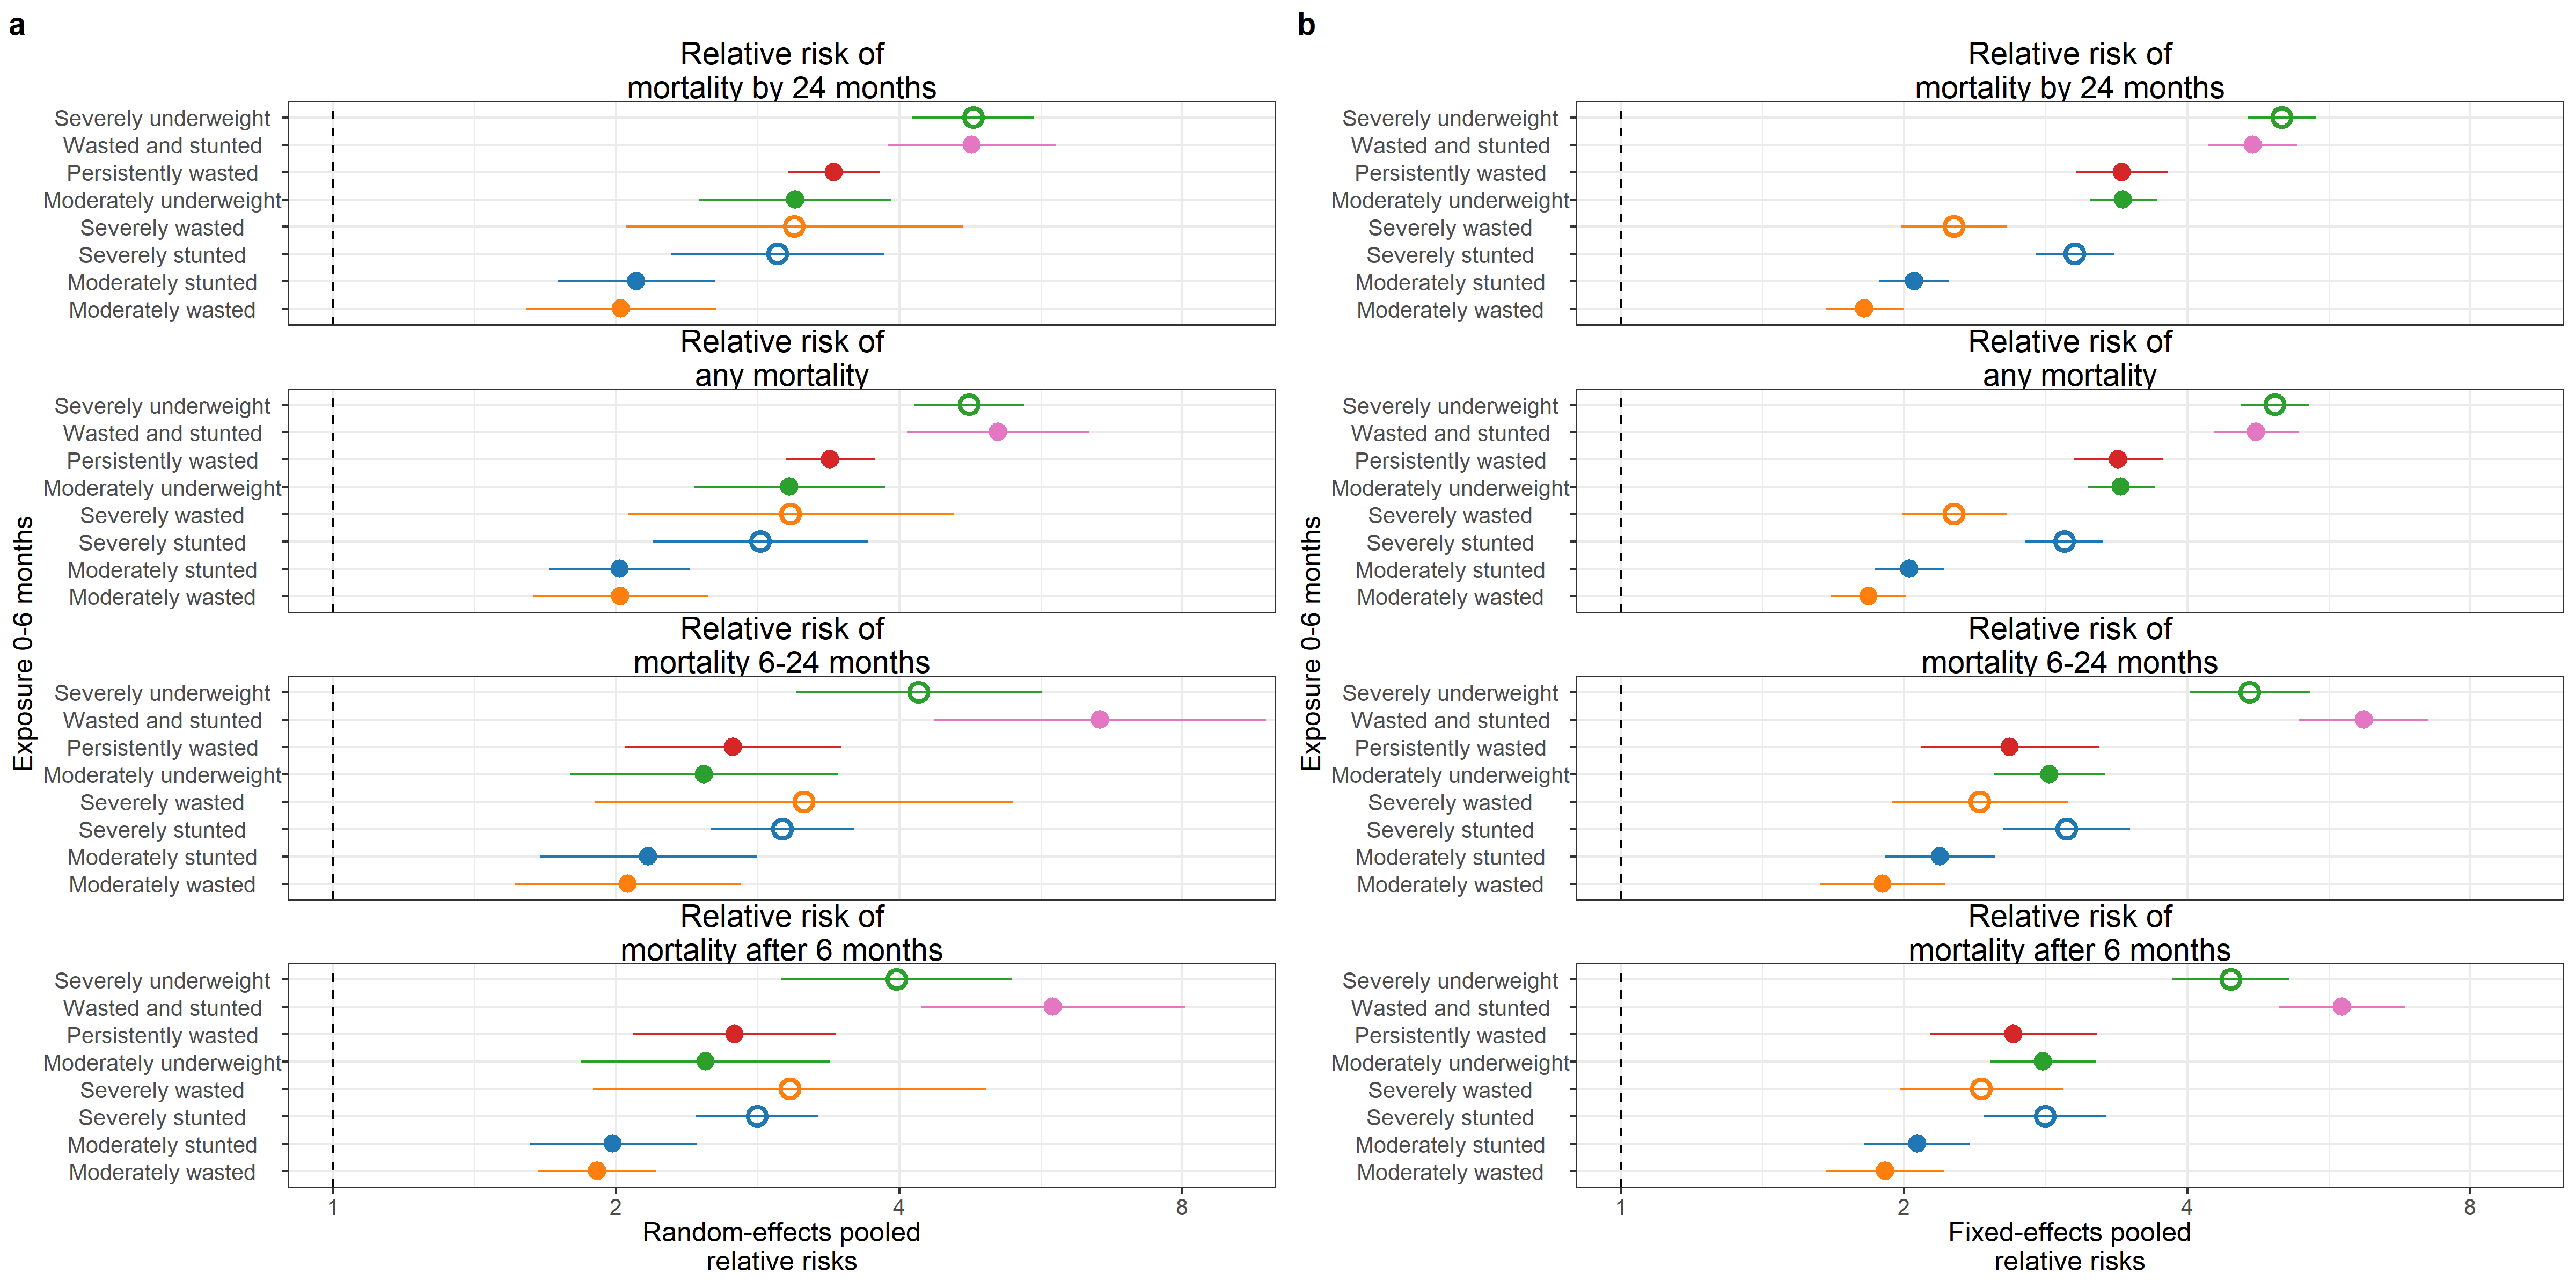 a
Relative risk of
mortality by 24 months
Severely underweight
Wasted and stunted
Persistently wasted
Moderately underweight
Severely wasted
Severely stunted
Moderately stunted
Moderately wasted
Relative risk of
any mortality
Severely underweight
Wasted and stunted
Persistently wasted
Moderately underweight
Severely wasted
Severely stunted
Moderately stunted
Moderately wasted
Relative risk of
mortality 6-24 months
Severely underweight
Wasted and stunted
Persistently wasted
Moderately underweight
Severely wasted
Severely stunted
Moderately stunted
Moderately wasted
Relative risk of
mortality after 6 months
Severely underweight
Wasted and stunted
Persistently wasted
Moderately underweight
Severely wasted
Severely stunted
Moderately stunted
Moderately wasted
Exposure 0-6 months
1 2 4 8
Random-effects pooled
relative risks
b
Relative risk of
mortality by 24 months
Severely underweight
Wasted and stunted
Persistently wasted
Moderately underweight
Severely wasted
Severely stunted
Moderately stunted
Moderately wasted
Relative risk of
any mortality
Severely underweight
Wasted and stunted
Persistently wasted
Moderately underweight
Severely wasted
Severely stunted
Moderately stunted
Moderately wasted
Relative risk of
mortality 6-24 months
Severely underweight
Wasted and stunted
Persistently wasted
Moderately underweight
Severely wasted
Severely stunted
Moderately stunted
Moderately wasted
Relative risk of
mortality after 6 months
Severely underweight
Wasted and stunted
Persistently wasted
Moderately underweight
Severely wasted
Severely stunted
Moderately stunted
Moderately wasted
Exposure 0-6 months
1 2 4 8
Fixed-effects pooled
relative risks